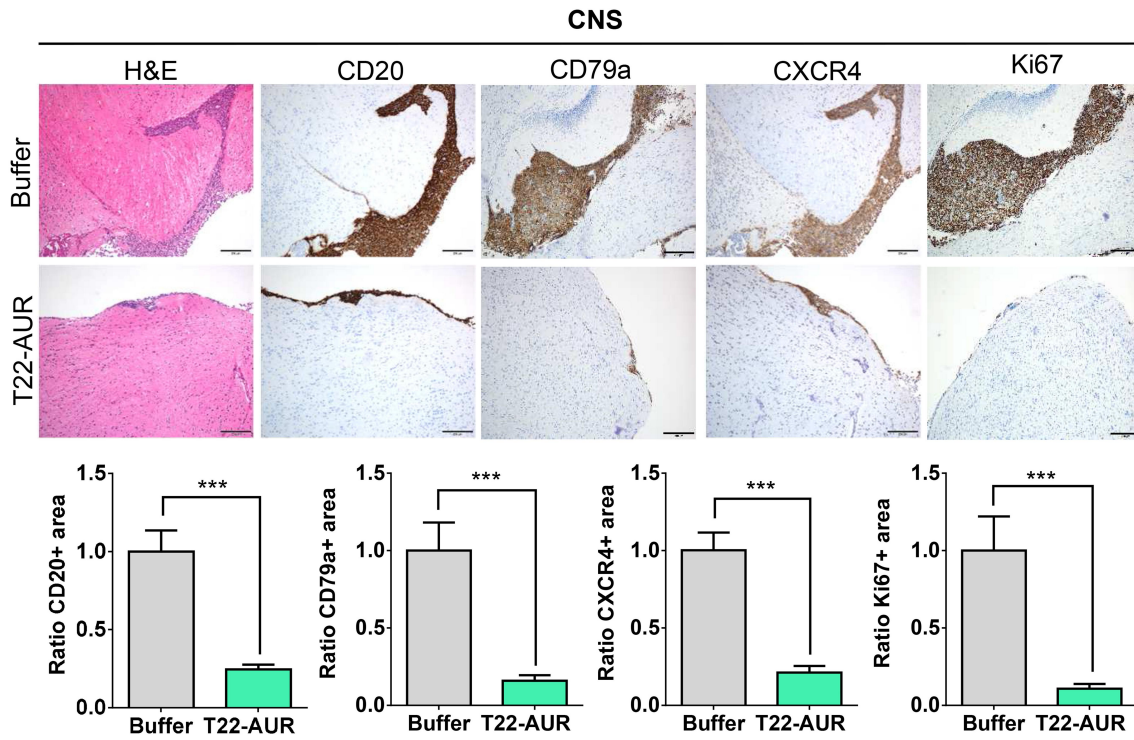 CNS
H&E CD20 CD79a CXCR4 Ki67
Buffer
T22-AUR
Ratio CD20+ area
1.5
1.0
0.5
0.0
***
Buffer T22-AUR
Ratio CD79a+ area
1.5
1.0
0.5
0.0
***
Buffer T22-AUR
Ratio CXCR4+ area
1.5
1.0
0.5
0.0
***
Buffer T22-AUR
Ratio Ki67+ area
1.5
1.0
0.5
0.0
***
Buffer T22-AUR